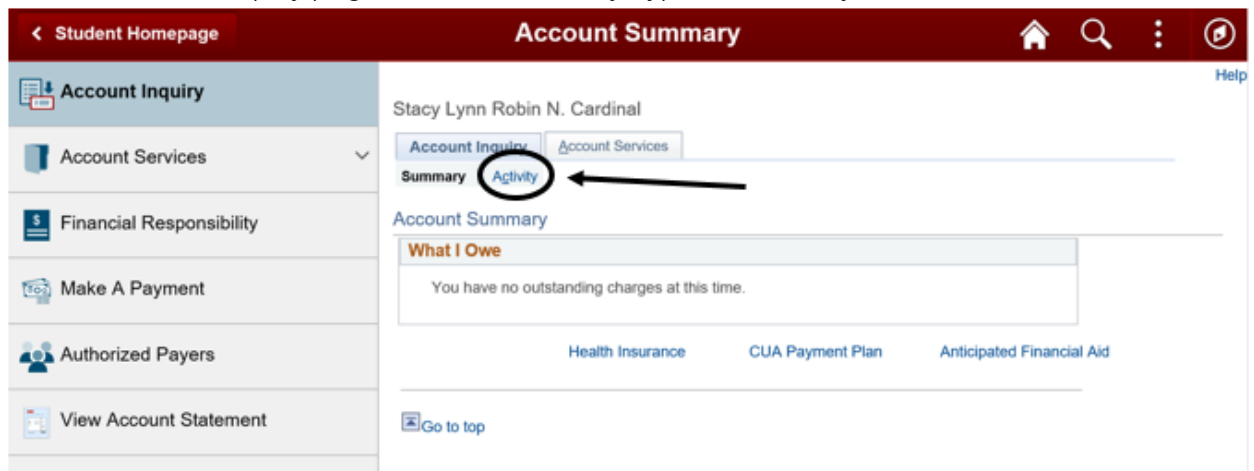 Student Homepage
Account Summary
Help
Account Inquiry
Account Services
Financial Responsibility
Make A Payment
Authorized Payers
View Account Statement
Stacy Lynn Robin N. Cardinal
Account Inquiry Account Services
Summary Activity
Account Summary
What I Owe
You have no outstanding charges at this time.
Health Insurance CUA Payment Plan Anticipated Financial Aid
Go to top